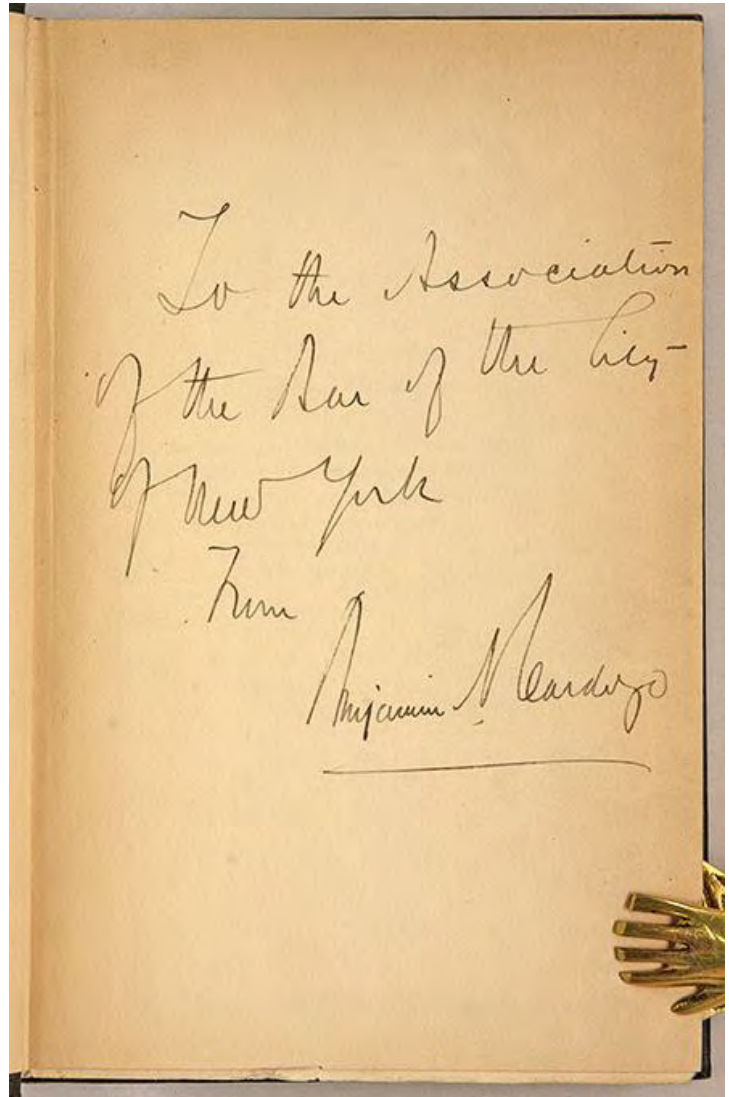 To the Association
of the Bar of the City
of New York
From
Benjamin N Cardozo